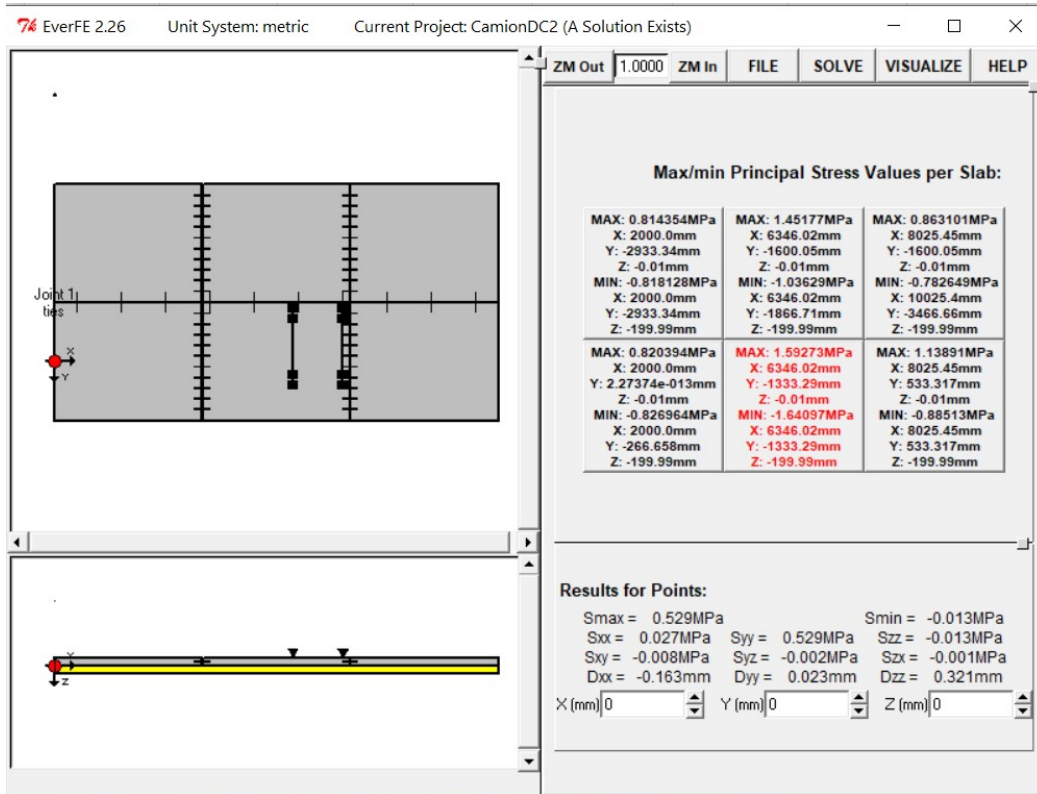 EverFE 2.26 Unit System: metric Current Project: CamionDC2 (A Solution Exists)
ZM Out 1.0000 ZM In FILE SOLVE VISUALIZE HELP
Joint 1
ties
X
Y
X
Z
Max/min Principal Stress Values per Slab:
MAX: 0.814354MPa
X: 2000.0mm
Y: -2933.34mm
Z: -0.01mm
MIN: -0.818128MPa
X: 2000.0mm
Y: -2933.34mm
Z: -199.99mm
MAX: 1.45177MPa
X: 6346.02mm
Y: -1600.05mm
Z: -0.01mm
MIN: -1.03629MPa
X: 6346.02mm
Y: -1866.71mm
Z: -199.99mm
MAX: 0.863101MPa
X: 8025.45mm
Y: -1600.05mm
Z: -0.01mm
MIN: -0.782649MPa
X: 10025.4mm
Y: -3466.66mm
Z: -199.99mm
MAX: 0.820394MPa
X: 2000.0mm
Y: 2.27374e-013mm
Z: -0.01mm
MIN: -0.826964MPa
X: 2000.0mm
Y: -266.658mm
Z: -199.99mm
MAX: 1.59273MPa
X: 6346.02mm
Y: -1333.29mm
Z: -0.01mm
MIN: -1.64097MPa
X: 6346.02mm
Y: -1333.29mm
Z: -199.99mm
MAX: 1.13891MPa
X: 8025.45mm
Y: 533.317mm
Z: -0.01mm
MIN: -0.88513MPa
X: 8025.45mm
Y: 533.317mm
Z: -199.99mm
Results for Points:
Smax = 0.529MPa Smin = -0.013MPa
Sxx = 0.027MPa Syy = 0.529MPa Szz = -0.013MPa
Sxy = -0.008MPa Syz = -0.002MPa Szx = -0.001MPa
Dxx = -0.163mm Dyy = 0.023mm Dzz = 0.321mm
X (mm) 0 Y (mm) 0 Z (mm) 0